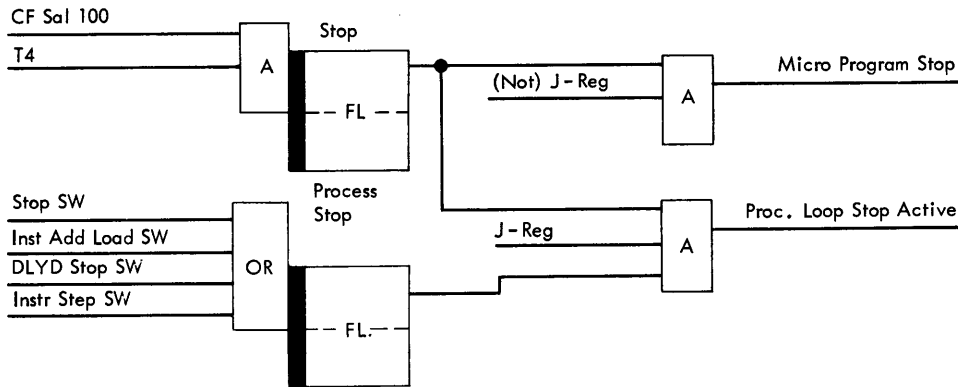 CF Sal 100
T4
A
Stop
FL
(Not) J-Reg
A
Micro Program Stop
Stop SW
Inst Add Load SW
DLYD Stop SW
Instr Step SW
OR
Process
Stop
FL.
J-Reg
A
Proc. Loop Stop Active